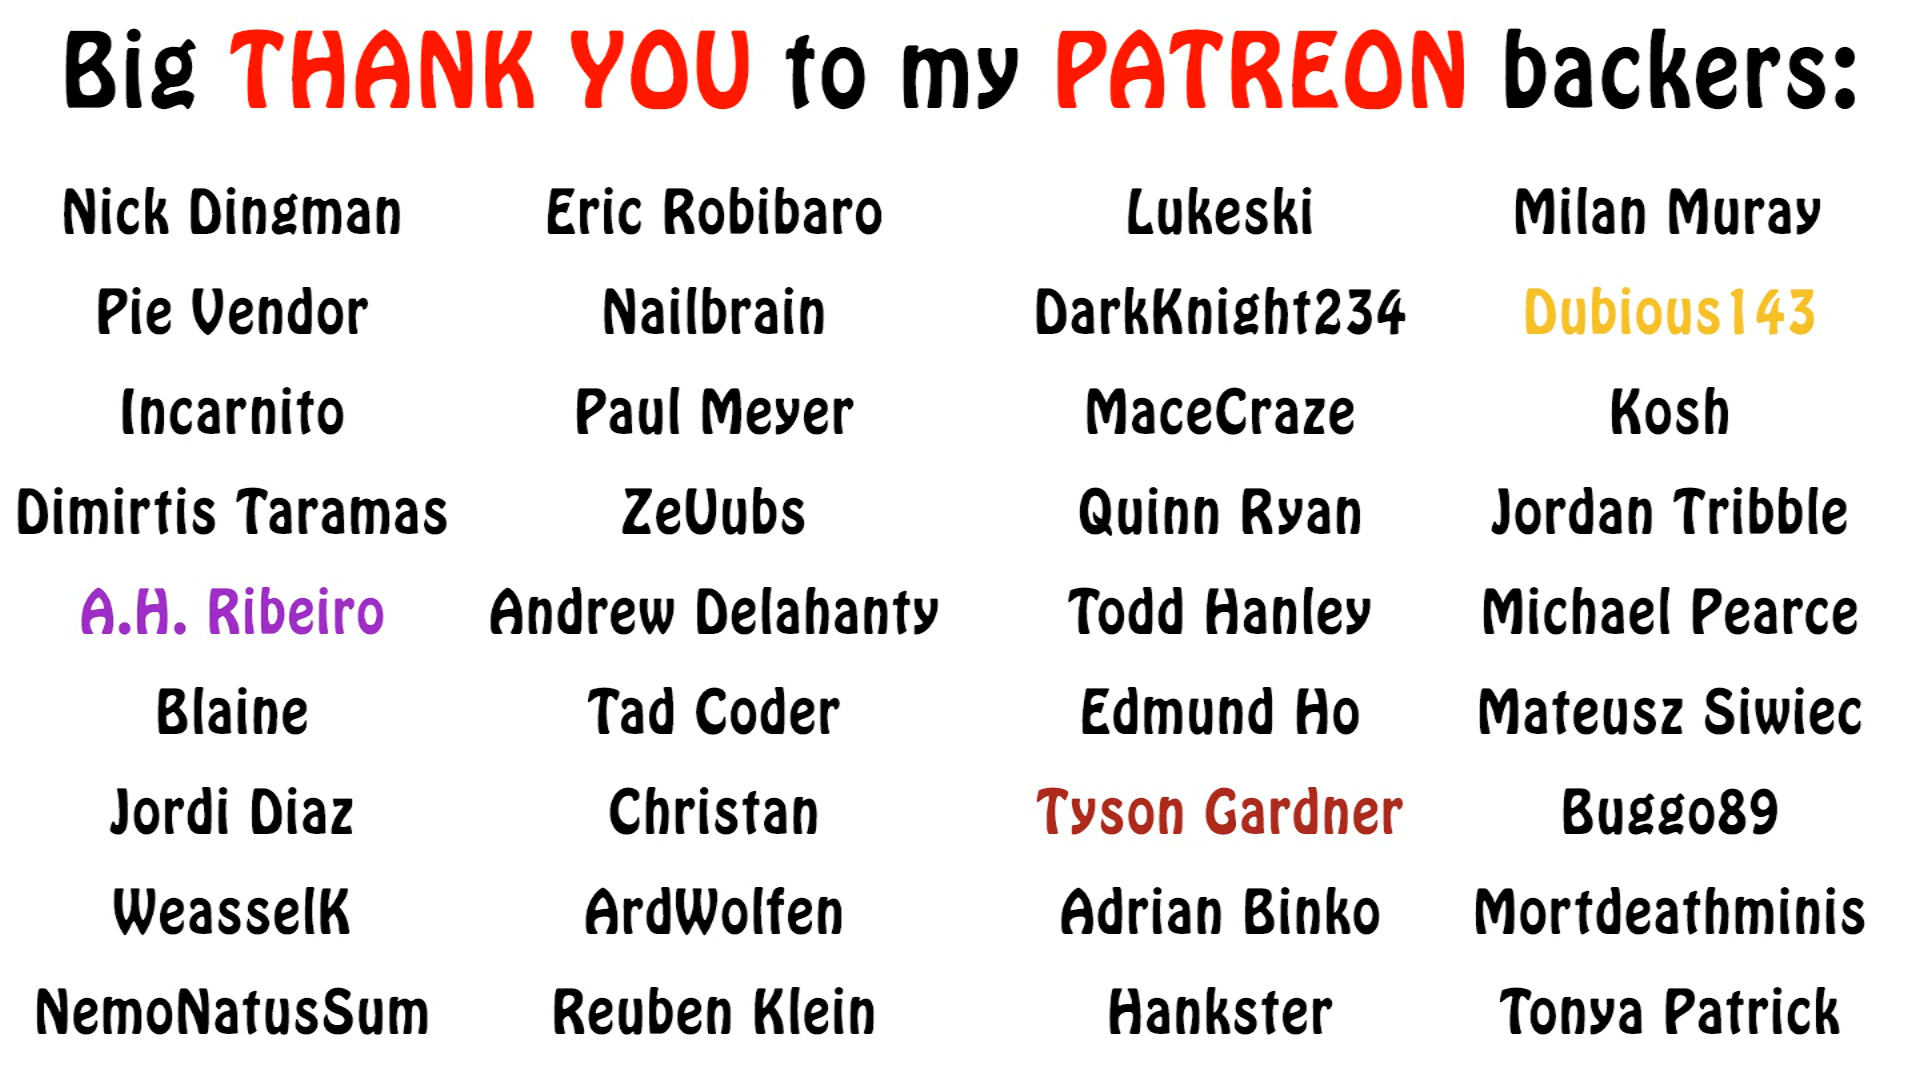 Big THANK YOU to my PATREON backers:
Nick Dingman Eric Robibaro Lukeski Milan Muray
Pie Vendor Nailbrain DarkKnight234 Dubious143
Incarnito Paul Meyer MaceCraze Kosh
Dimirtis Taramas ZeUubs Quinn Ryan Jordan Tribble
A.H. Ribeiro Andrew Delahanty Todd Hanley Michael Pearce
Blaine Tad Coder Edmund Ho Mateusz Siwiec
Jordi Diaz Christan Tyson Gardner Buggo89
WeasselK ArdWolfen Adrian Binko Mortdeathminis
NemoNatusSum Reuben Klein Hankster Tonya Patrick